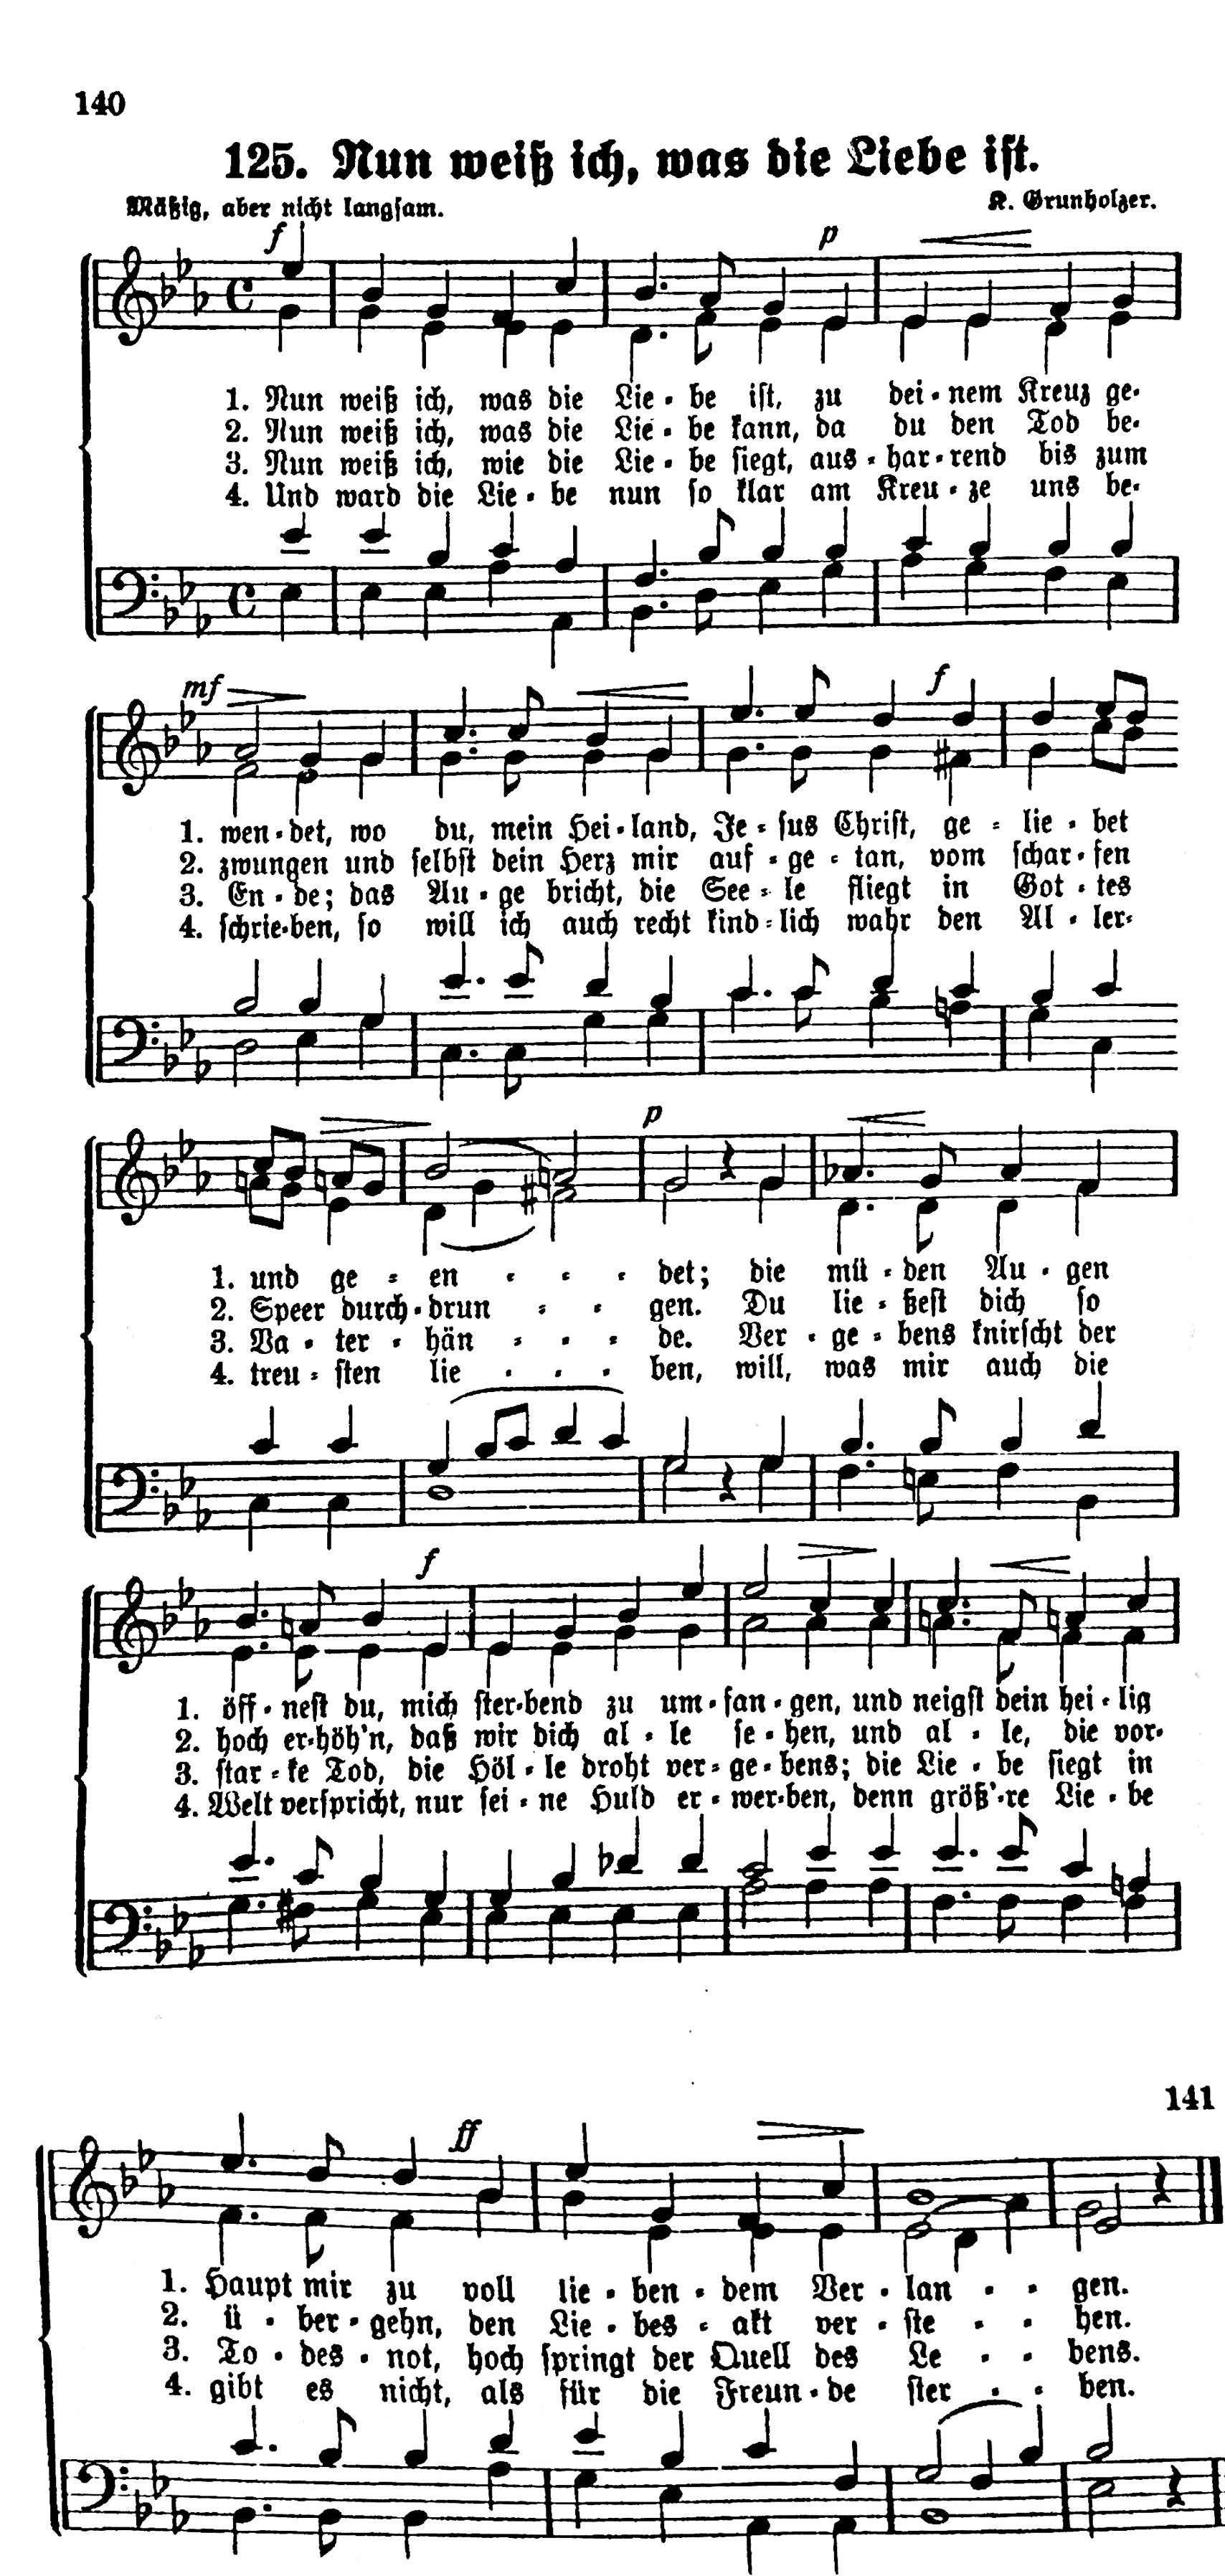 140
125. Nun weiß ich, was die Liebe ist.
Mäßig, aber nicht langsam.
K. Grunholzer.
f
p
1. Nun weiß ich, was die Lie-be ist, zu dei-nem Kreuz ge-
2. Nun weiß ich, was die Lie-be kann, da du den Tod be-
3. Nun weiß ich, wie die Lie-be siegt, aus-har-rend bis zum
4. Und ward die Lie-be nun so klar am Kreu-ze uns be-
mf
f
1. wen-det, wo du, mein Hei-land, Je-sus Christ, ge-lie-bet
2. zwungen und selbst dein Herz mir auf-ge-tan, vom schar-fen
3. En-de; das Au-ge bricht, die See-le fliegt in Got-tes
4. schrie-ben, so will ich auch recht kind-lich wahr den Al-ler-
p
1. und ge-en---det; die mü-den Au-gen
2. Speer durch-drun---gen. Du lie-ßest dich so
3. Va-ter-hän---de. Ver-ge-bens knirscht der
4. treu-sten lie---ben, will, was mir auch die
f
1. öff-nest du, mich ster-bend zu um-fan-gen, und neigst dein hei-lig
2. hoch er-höh'n, daß wir dich al-le se-hen, und al-le, die vor-
3. star-ke Tod, die Höl-le droht ver-ge-bens; die Lie-be siegt in
4. Welt verspricht, nur sei-ne Huld er-wer-ben, denn größ'-re Lie-be
141
ff
1. Haupt mir zu voll lie-ben-dem Ver-lan--gen.
2. ü-ber-gehn, den Lie-bes-akt ver-ste--hen.
3. To-des-not, hoch springt der Quell des Le--bens.
4. gibt es nicht, als für die Freun-de ster--ben.